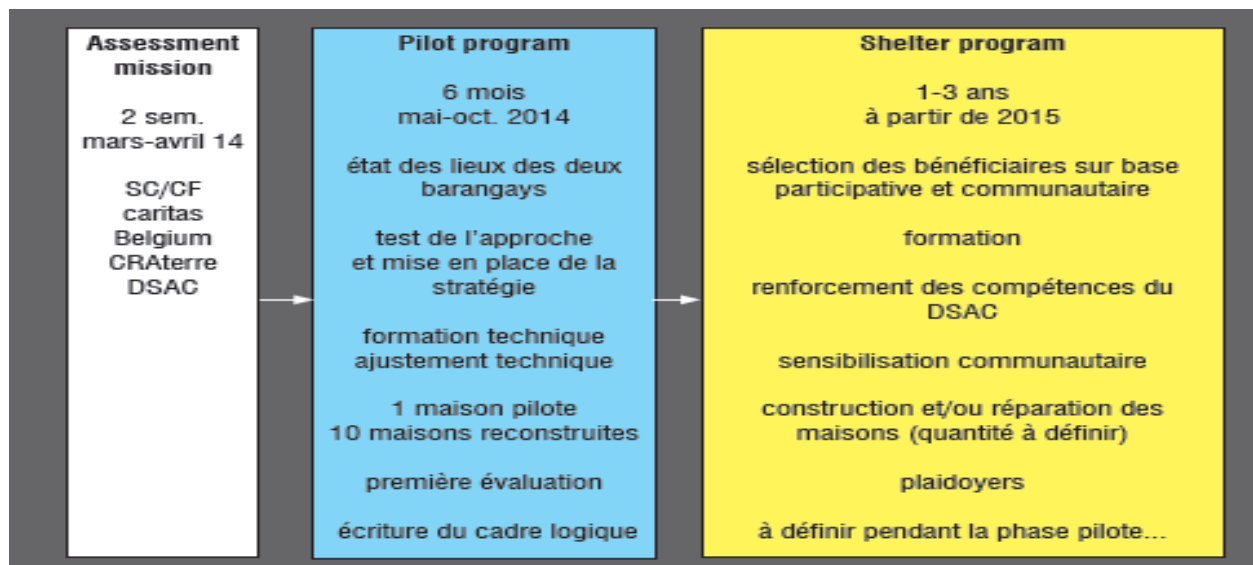 Assessment
mission
2 sem.
mars-avril 14
SC/CF
caritas
Belgium
CRAterre
DSAC
Pilot program
6 mois
mai-oct. 2014
état des lieux des deux
barangays
test de l'approche
et mise en place de la
stratégie
formation technique
ajustement technique
1 maison pilote
10 maisons reconstruites
première évaluation
écriture du cadre logique
Shelter program
1-3 ans
à partir de 2015
sélection des bénéficiaires sur base
participative et communautaire
formation
renforcement des compétences du
DSAC
sensibilisation communautaire
construction et/ou réparation des
maisons (quantité à définir)
plaidoyers
à définir pendant la phase pilote...